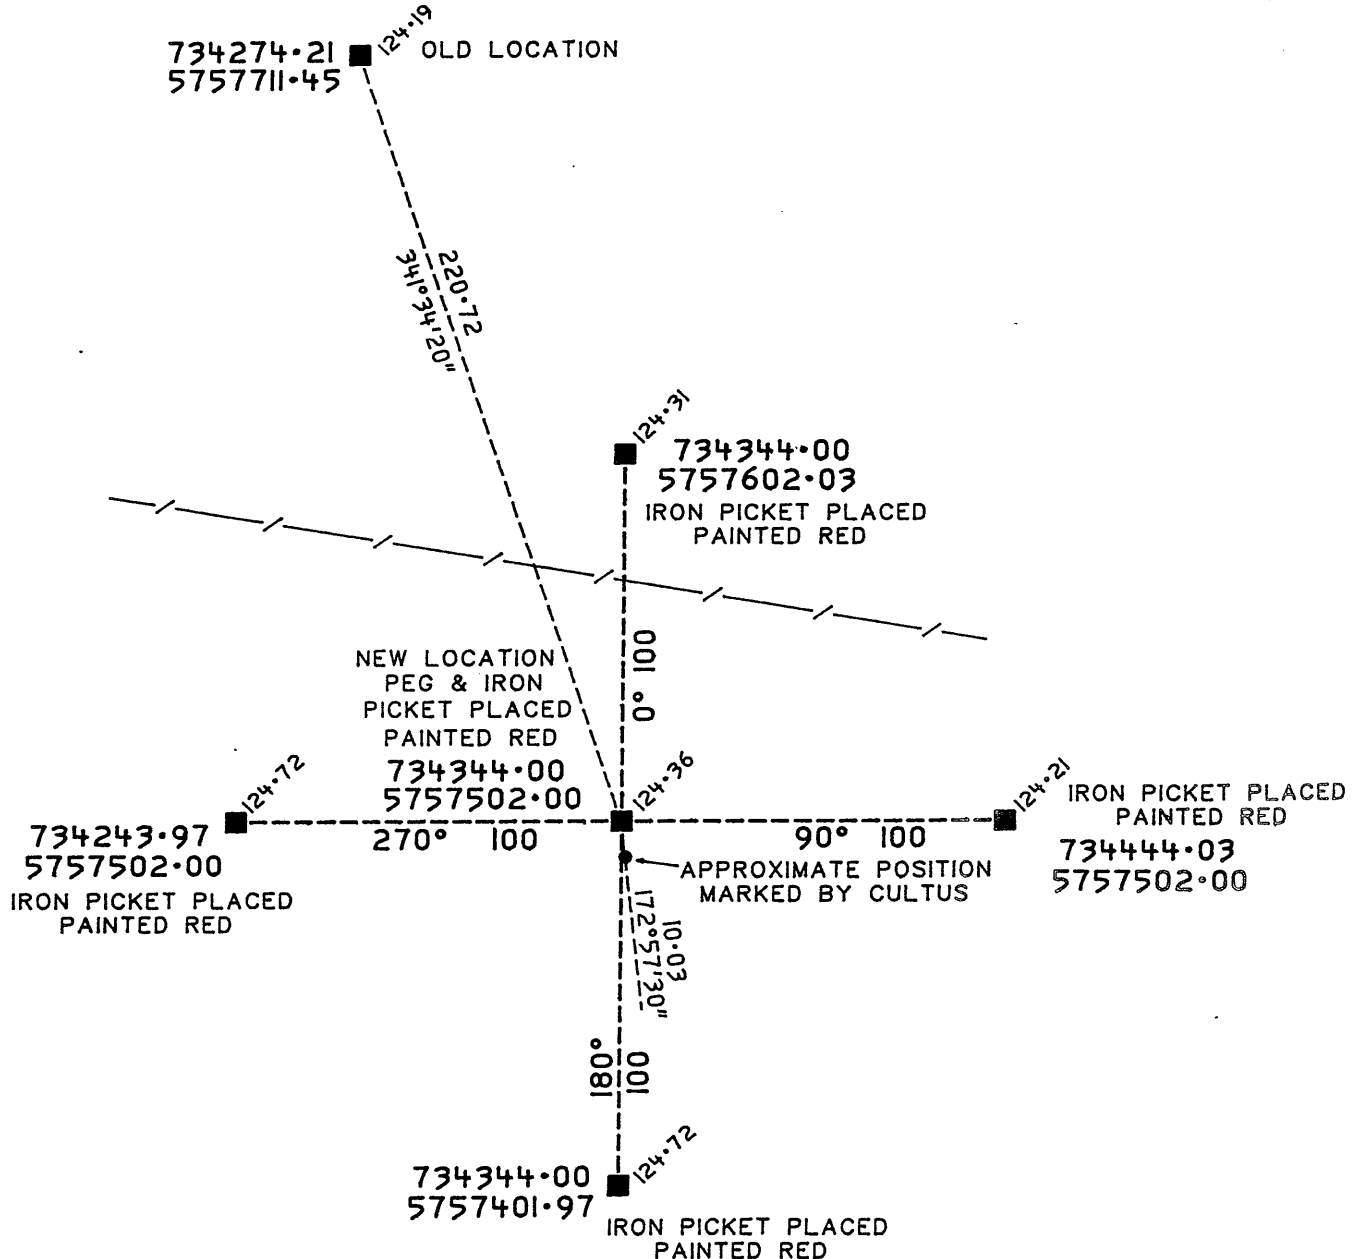 124·19
734274·21
5757711·45
OLD LOCATION
220·72
341°34'20"
124·31
734344·00
5757602·03
IRON PICKET PLACED
PAINTED RED
0° 100
NEW LOCATION
PEG & IRON
PICKET PLACED
PAINTED RED
734344·00
5757502·00
124·36
124·72
734243·97
5757502·00
IRON PICKET PLACED
PAINTED RED
270° 100
90° 100
124·21
IRON PICKET PLACED
PAINTED RED
734444·03
5757502·00
APPROXIMATE POSITION
MARKED BY CULTUS
10·03
172°57'30"
180°
100
124·72
734344·00
5757401·97
IRON PICKET PLACED
PAINTED RED